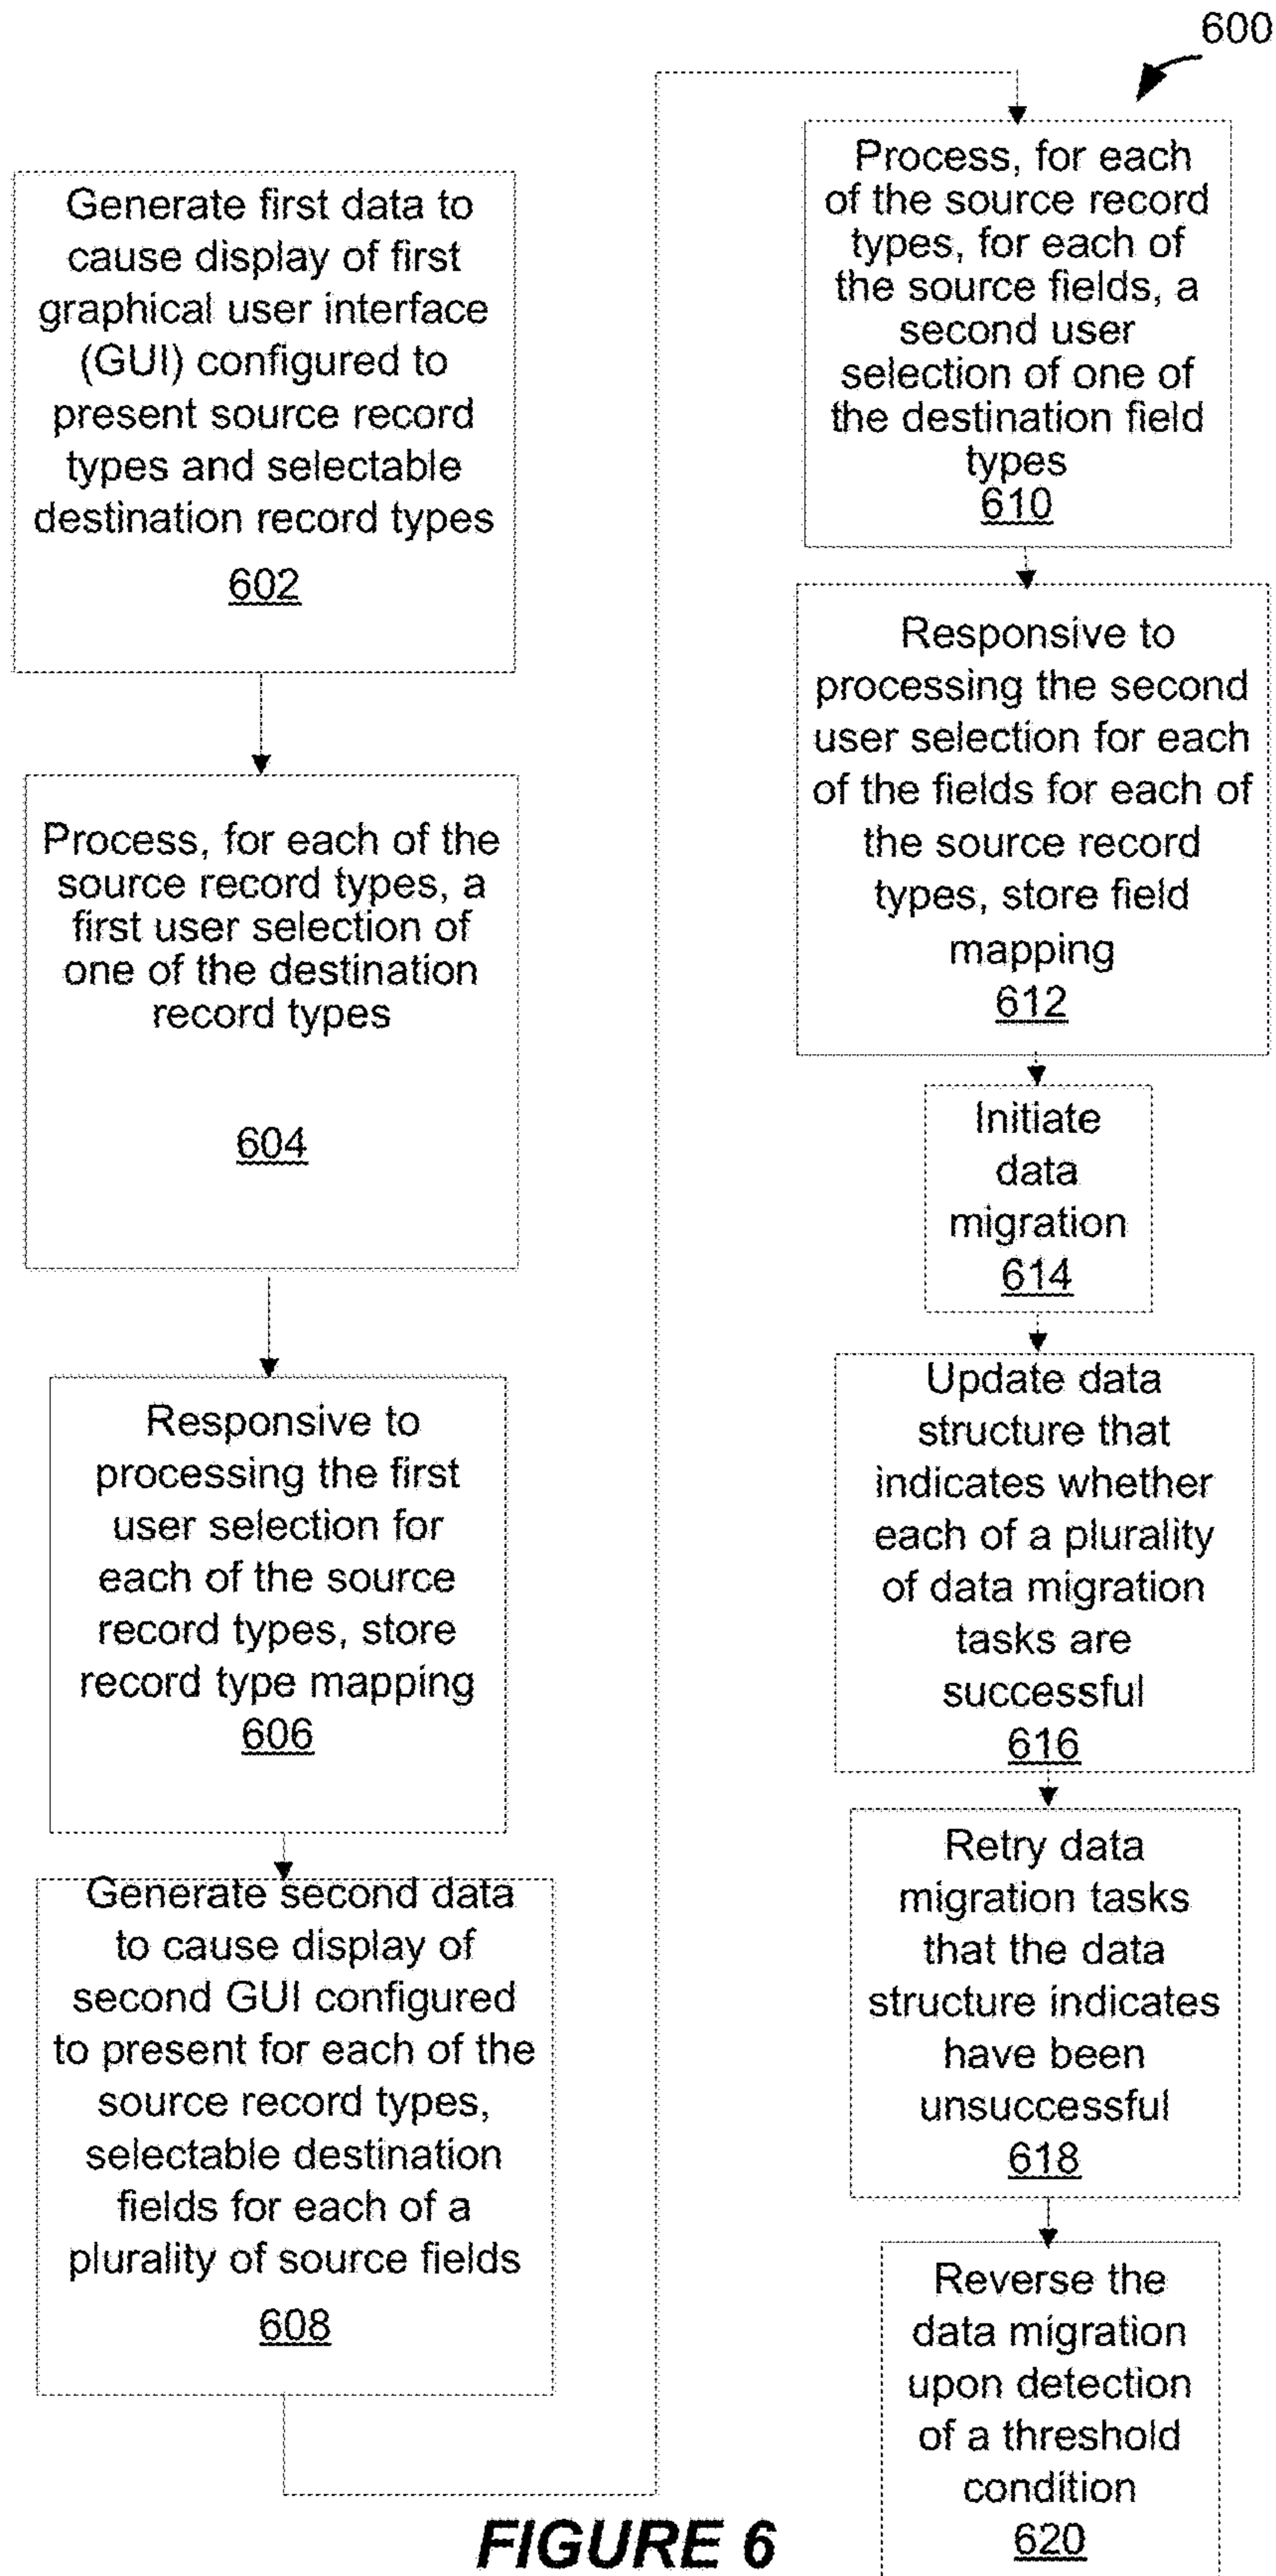 600
Generate first data to
cause display of first
graphical user interface
(GUI) configured to
present source record
types and selectable
destination record types
602
Process, for each of the
source record types, a
first user selection of
one of the destination
record types
604
Responsive to
processing the first
user selection for
each of the source
record types, store
record type mapping
606
Generate second data
to cause display of
second GUI configured
to present for each of the
source record types,
selectable destination
fields for each of a
plurality of source fields
608
Process, for each
of the source record
types, for each of
the source fields, a
second user
selection of one of
the destination field
types
610
Responsive to
processing the second
user selection for each
of the fields for each of
the source record
types, store field
mapping
612
Initiate
data
migration
614
Update data
structure that
indicates whether
each of a plurality
of data migration
tasks are
successful
616
Retry data
migration tasks
that the data
structure indicates
have been
unsuccessful
618
Reverse the
data migration
upon detection
of a threshold
condition
620
FIGURE 6